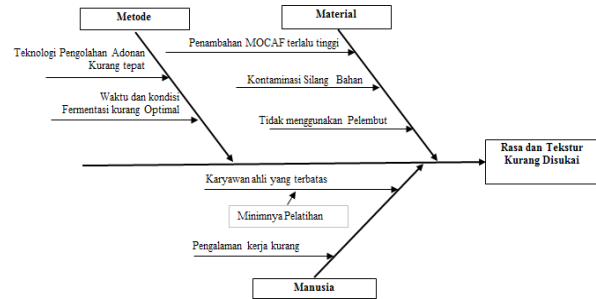 Metode
Material
Teknologi Pengolahan Adonan
Kurang tepat
Waktu dan kondisi
Fermentasi kurang Optimal
Penambahan MOCAF terlalu tinggi
Kontaminasi Silang Bahan
Tidak menggunakan Pelembut
Rasa dan Tekstur
Kurang Disukai
Karyawan ahli yang terbatas
Minimnya Pelatihan
Pengalaman kerja kurang
Manusia